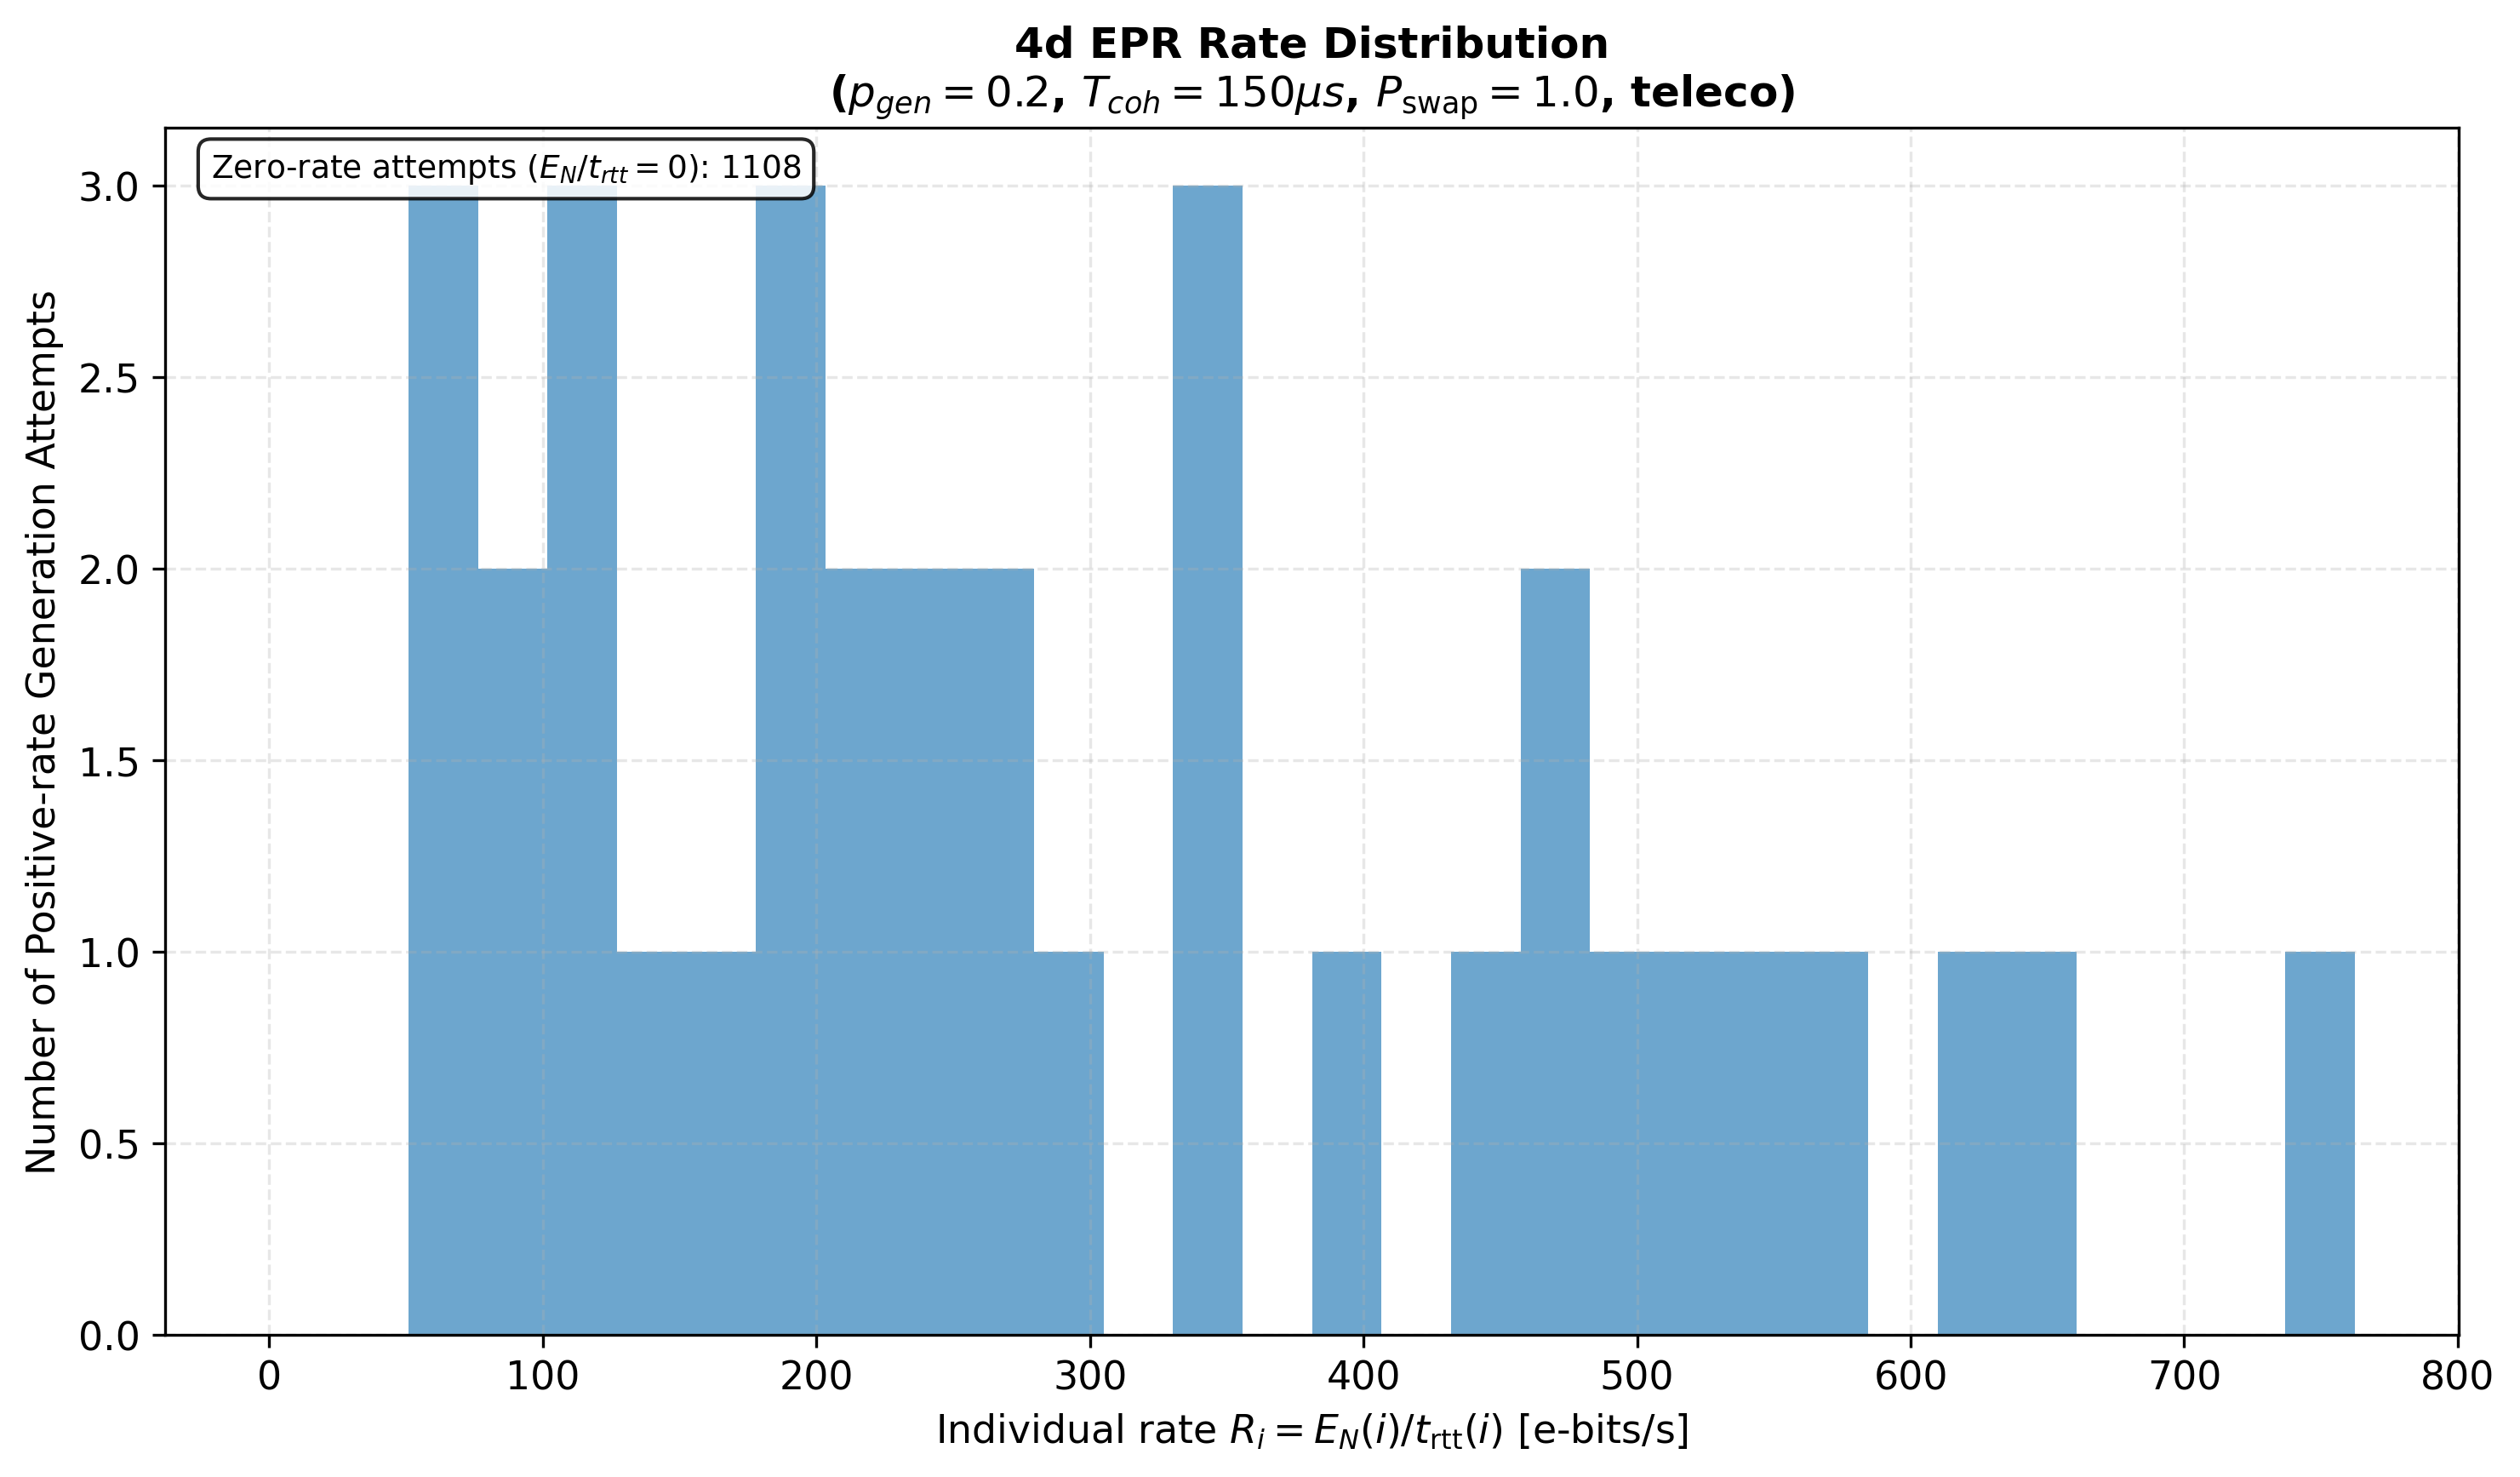 4d EPR Rate Distribution
(p_gen = 0.2, T_coh = 150μs, P_swap = 1.0, teleco)
Zero-rate attempts (E_N/t_rtt = 0): 1108
Number of Positive-rate Generation Attempts
3.0
2.5
2.0
1.5
1.0
0.5
0.0
0 100 200 300 400 500 600 700 800
Individual rate R_i = E_N(i)/t_rtt(i) [e-bits/s]